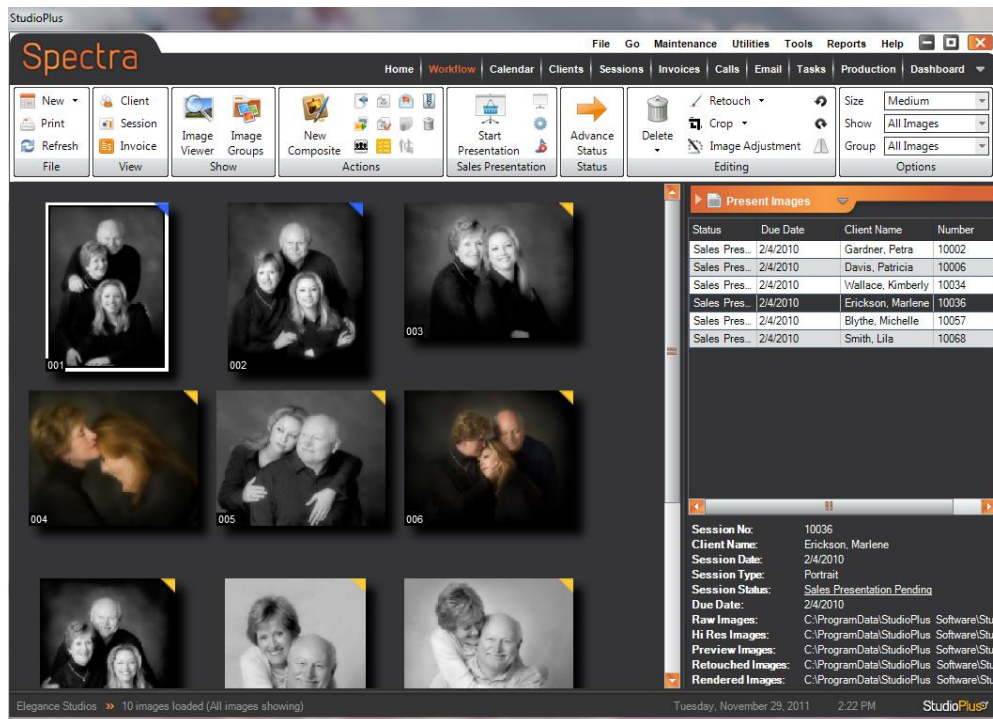 StudioPlus
Spectra
File Go Maintenance Utilities Tools Reports Help
Home Workflow Calendar Clients Sessions Invoices Calls Email Tasks Production Dashboard
New
Print
Refresh
File
Client
Session
Invoice
View
Image Viewer
Image Groups
Show
New Composite
Actions
Start Presentation
Sales Presentation
Advance Status
Status
Delete
Retouch
Crop
Image Adjustment
Editing
Size Medium
Show All Images
Group All Images
Options
001
002
003
004
005
006
Present Images
Status Due Date Client Name Number
Sales Pres... 2/4/2010 Gardner, Petra 10002
Sales Pres... 2/4/2010 Davis, Patricia 10006
Sales Pres... 2/4/2010 Wallace, Kimberly 10034
Sales Pres... 2/4/2010 Erickson, Marlene 10036
Sales Pres... 2/4/2010 Blythe, Michelle 10057
Sales Pres... 2/4/2010 Smith, Lila 10068
Session No: 10036
Client Name: Erickson, Marlene
Session Date: 2/4/2010
Session Type: Portrait
Session Status: Sales Presentation Pending
Due Date: 2/4/2010
Raw Images: C:\ProgramData\StudioPlus Software\Stu
Hi Res Images: C:\ProgramData\StudioPlus Software\Stu
Preview Images: C:\ProgramData\StudioPlus Software\Stu
Retouched Images: C:\ProgramData\StudioPlus Software\Stu
Rendered Images: C:\ProgramData\StudioPlus Software\Stu
Elegance Studios » 10 images loaded (All images showing)
Tuesday, November 29, 2011 2:22 PM StudioPlus